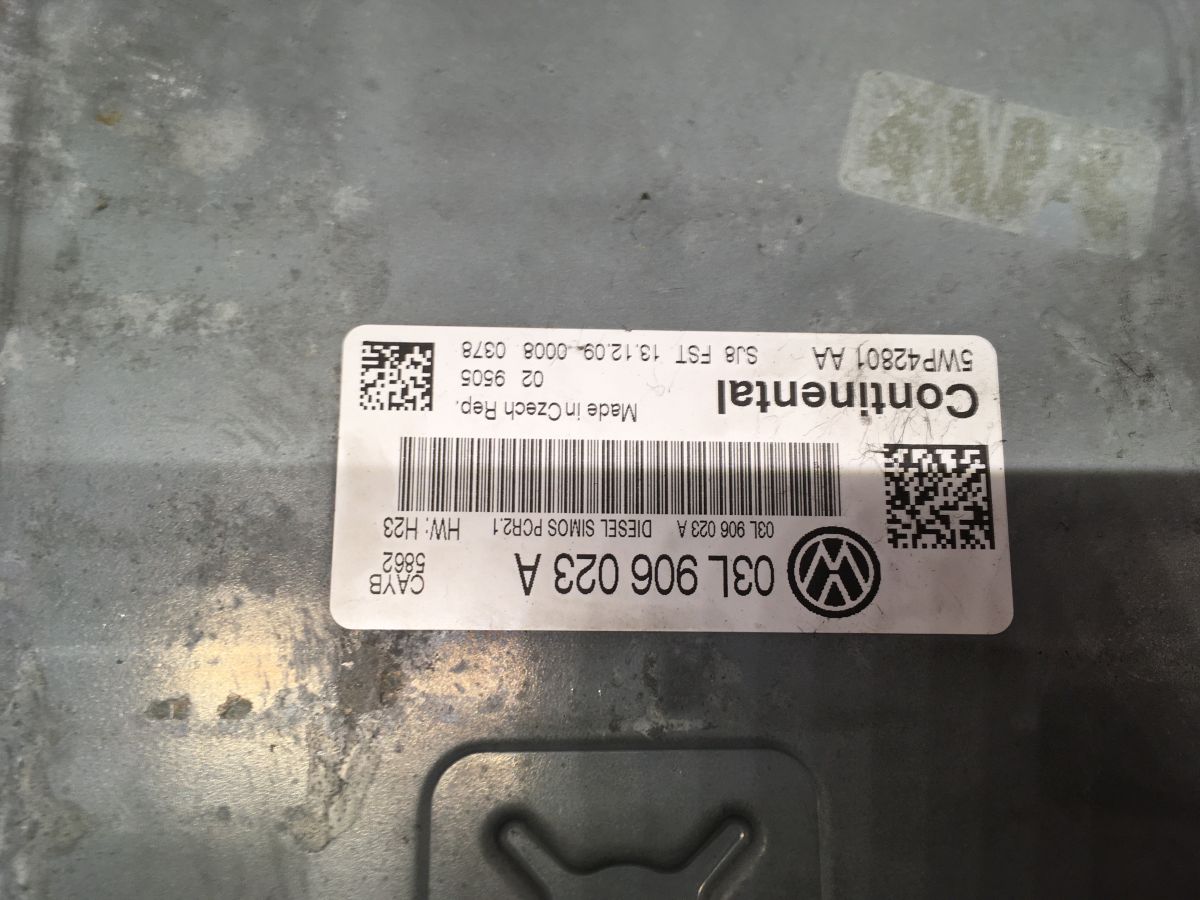 03L 906 023 A
CAYB
5862
03L 906 023 A DIESEL SIMOS PCR2.1 HW: H23
Continental
Made in Czech Rep.
02 9505
5WP42801 AA
SJ8 FST 13.12.09 0008 0378